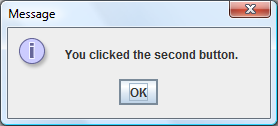 Message
You clicked the second button.
OK